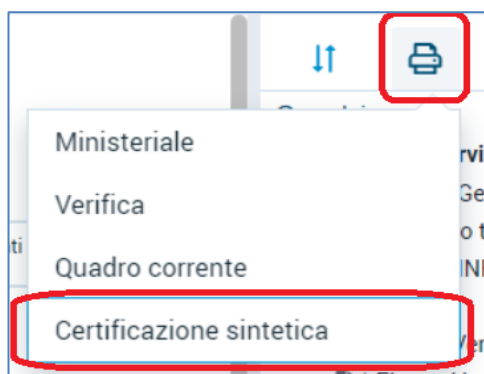 Ministeriale
Verifica
Quadro corrente
Certificazione sintetica